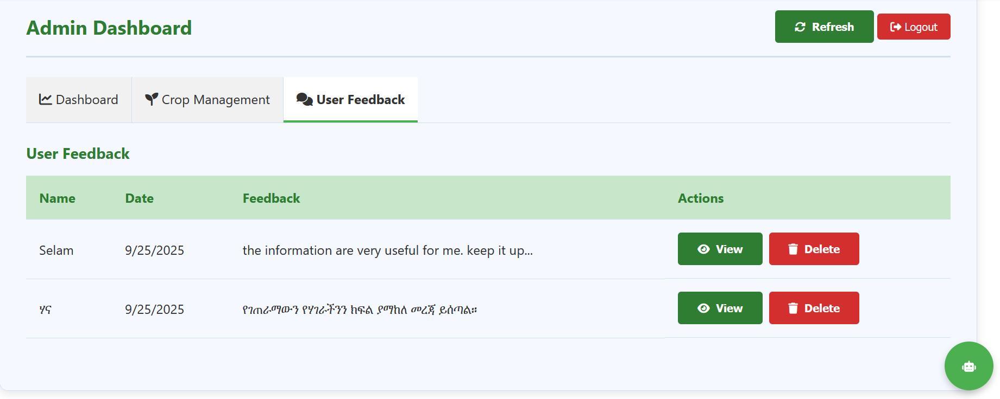 Admin Dashboard
Refresh
Logout
Dashboard
Crop Management
User Feedback
User Feedback
Name Date Feedback Actions
Selam 9/25/2025 the information are very useful for me. keep it up... View Delete
ሃና 9/25/2025 የገጠራማውን የሃገራችንን ክፍል ያማከለ መረጃ ይሰጣል። View Delete